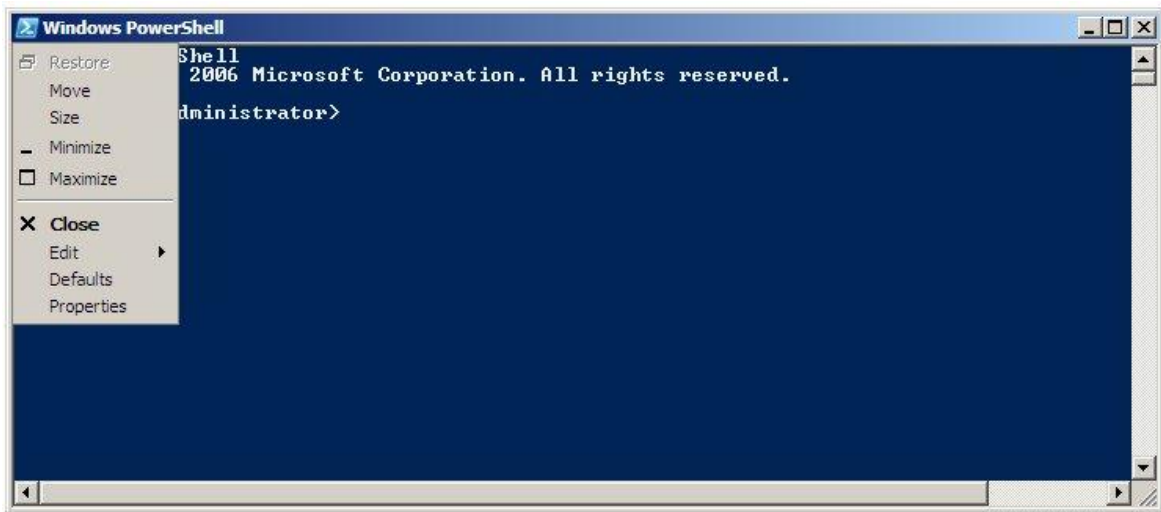 Windows PowerShell
Shell
2006 Microsoft Corporation. All rights reserved.
dministrator>
Restore
Move
Size
Minimize
Maximize
Close
Edit
Defaults
Properties